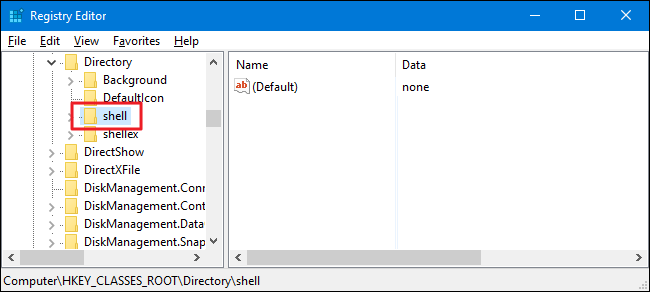 Registry Editor
File Edit View Favorites Help
Directory
Background
DefaultIcon
shell
shellex
DirectShow
DirectXFile
DiskManagement.Conn
DiskManagement.Cont
DiskManagement.Data
DiskManagement.Snap
Name Data
ab (Default) none
Computer\HKEY_CLASSES_ROOT\Directory\shell